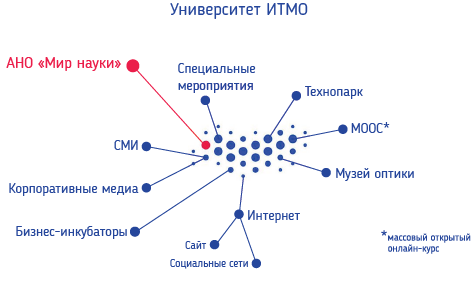 Университет ИТМО
АНО «Мир науки»
Специальные
мероприятия
Технопарк
МООС*
СМИ
Музей оптики
Корпоративные медиа
Интернет
Бизнес-инкубаторы
Сайт
Социальные сети
*массовый открытый
онлайн-курс